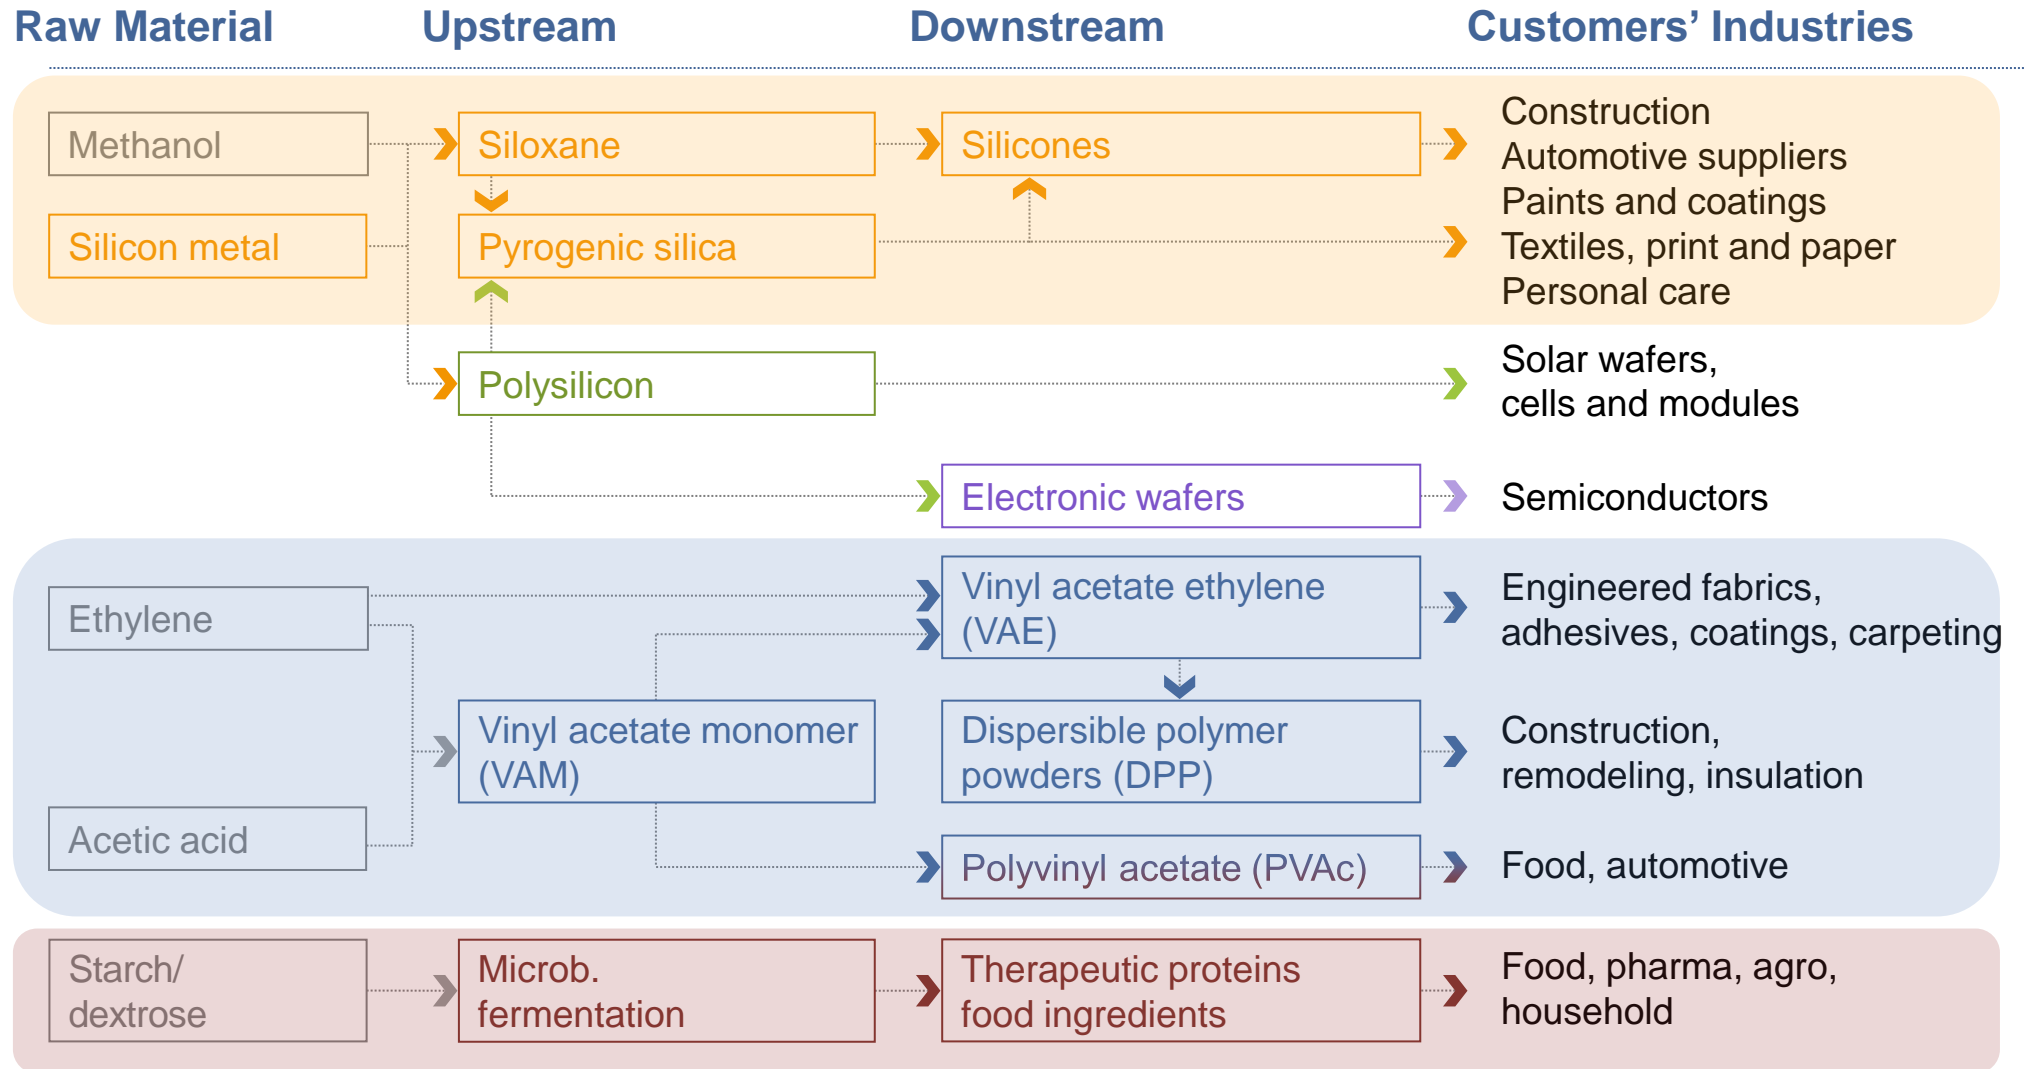 Raw Material
Upstream
Downstream
Customers’ Industries
Methanol
Siloxane
Silicones
Construction
Automotive suppliers
Paints and coatings
Textiles, print and paper
Personal care
Silicon metal
Pyrogenic silica
Polysilicon
Solar wafers,
cells and modules
Electronic wafers
Semiconductors
Ethylene
Vinyl acetate ethylene
(VAE)
Engineered fabrics,
adhesives, coatings, carpeting
Vinyl acetate monomer
(VAM)
Dispersible polymer
powders (DPP)
Construction,
remodeling, insulation
Acetic acid
Polyvinyl acetate (PVAc)
Food, automotive
Starch/
dextrose
Microb.
fermentation
Therapeutic proteins
food ingredients
Food, pharma, agro,
household